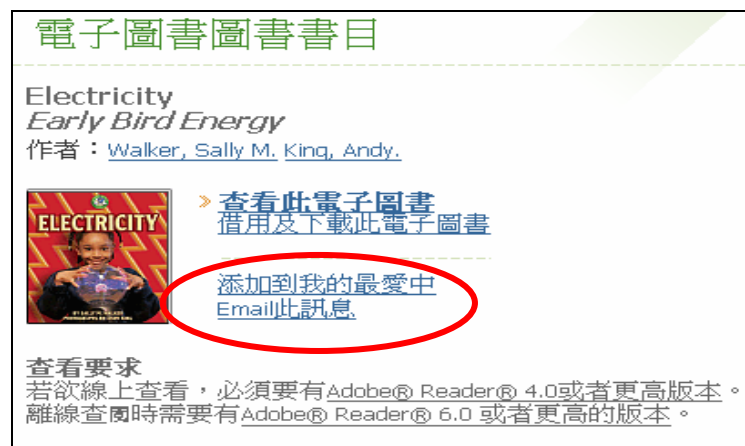 電子圖書圖書書目
Electricity
Early Bird Energy
作者：Walker, Sally M. King, Andy.
ELECTRICITY
» 查看此電子圖書
借用及下載此電子圖書
添加到我的最愛中
Email此訊息
查看要求
若欲線上查看，必須要有Adobe® Reader® 4.0或者更高版本。
離線查閱時需要有Adobe® Reader® 6.0 或者更高的版本。